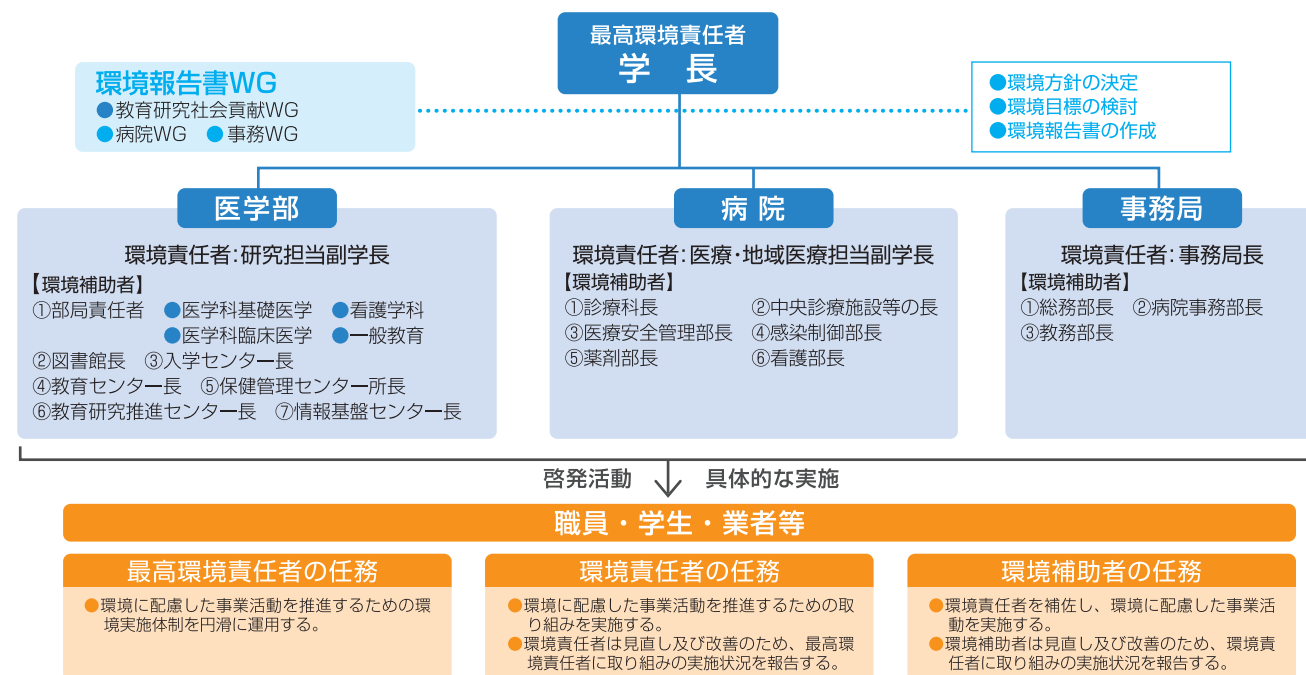 最高環境責任者
学 長
環境報告書WG
●教育研究社会貢献WG
●病院WG ●事務WG
●環境方針の決定
●環境目標の検討
●環境報告書の作成
医学部
環境責任者:研究担当副学長
【環境補助者】
①部局責任者 ●医学科基礎医学 ●看護学科
●医学科臨床医学 ●一般教育
②図書館長 ③入学センター長
④教育センター長 ⑤保健管理センター所長
⑥教育研究推進センター長 ⑦情報基盤センター長
病 院
環境責任者:医療・地域医療担当副学長
【環境補助者】
①診療科長 ②中央診療施設等の長
③医療安全管理部長 ④感染制御部長
⑤薬剤部長 ⑥看護部長
事務局
環境責任者:事務局長
【環境補助者】
①総務部長 ②病院事務部長
③教務部長
啓発活動 具体的な実施
職員・学生・業者等
最高環境責任者の任務
●環境に配慮した事業活動を推進するための環
境実施体制を円滑に運用する。
環境責任者の任務
●環境に配慮した事業活動を推進するための取
り組みを実施する。
●環境責任者は見直し及び改善のため、最高環
境責任者に取り組みの実施状況を報告する。
環境補助者の任務
●環境責任者を補佐し、環境に配慮した事業活
動を実施する。
●環境補助者は見直し及び改善のため、環境責
任者に取り組みの実施状況を報告する。